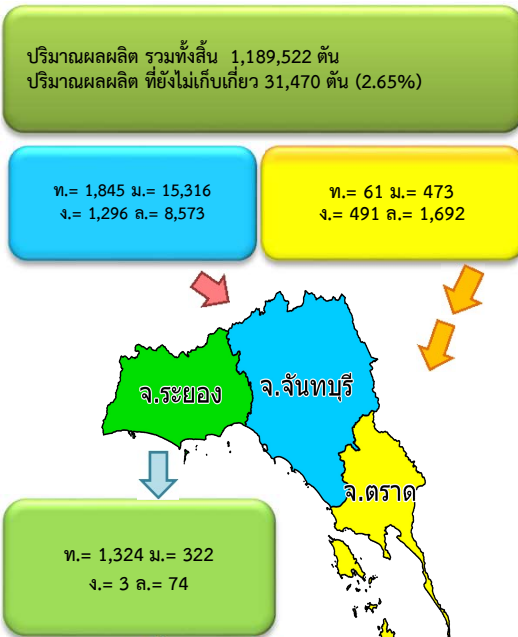 ปริมาณผลผลิต รวมทั้งสิ้น 1,189,522 ตัน
ปริมาณผลผลิต ที่ยังไม่เก็บเกี่ยว 31,470 ตัน (2.65%)
ท.= 1,845 ม.= 15,316
ง.= 1,296 ล.= 8,573
ท.= 61 ม.= 473
ง.= 491 ล.= 1,692
จ.ระยอง
จ.จันทบุรี
จ.ตราด
ท.= 1,324 ม.= 322
ง.= 3 ล.= 74